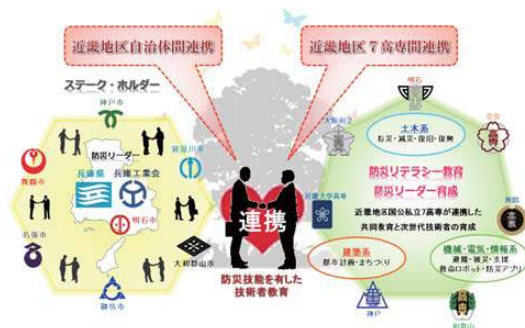 近畿地区自治体間連携
近畿地区7高専間連携
ステーク・ホルダー
神戸市
防災リーダー
兵庫県
兵庫工業会
寝屋川市
舞鶴市
明石市
名張市
大和郡山市
御坊市
連携
防災技能を有した
技術者教育
明石
大阪府立
奈良
土木系
防災・減災・復旧・復興
防災リテラシー教育
防災リーダー育成
近畿大学高専
舞鶴
近畿地区国公私立7高専が連携した
共同教育と次世代技術者の育成
建築系
都市計画・まちづくり
機械・電気・情報系
避難・被災・支援
救命ロボット・防災アプリ
神戸
和歌山